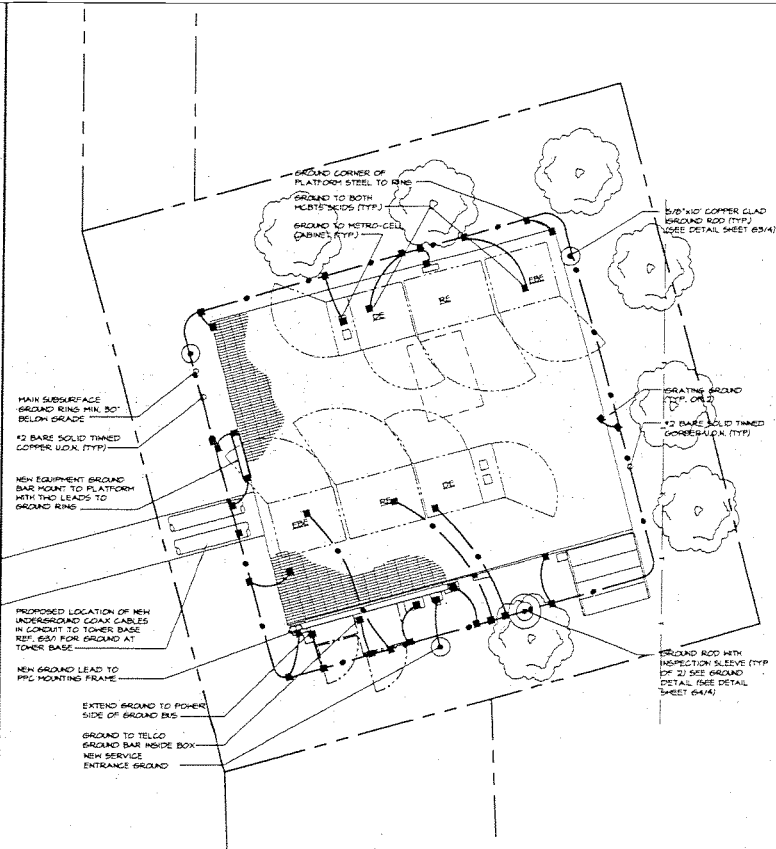 GROUND CORNER OF
PLATFORM STEEL TO RING
GROUND TO BOTH
MCBTS SKIDS (TYP.)
GROUND TO METRO-CELL
CABINET (TYP.)
5/8"x10' COPPER CLAD
GROUND ROD (TYP.)
(SEE DETAIL SHEET G3/4)
DE
RE
FBE
MAIN SUBSURFACE
GROUND RING MIN. 30"
BELOW GRADE
#2 BARE SOLID TINNED
COPPER U.O.N. (TYP.)
NEW EQUIPMENT GROUND
BAR MOUNT TO PLATFORM
WITH TWO LEADS TO
GROUND RING
GRATING GROUND
(TYP. OF 2)
#2 BARE SOLID TINNED
COPPER U.O.N. (TYP.)
FBE
RE
DE
PROPOSED LOCATION OF NEW
UNDERGROUND COAX CABLES
IN CONDUIT TO TOWER BASE
REF. FOR GROUND AT
TOWER BASE
NEW GROUND LEAD TO
PPC MOUNTING FRAME
EXTEND GROUND TO POWER
SIDE OF GROUND BUS
GROUND TO TELCO
GROUND BAR INSIDE BOX
NEW SERVICE
ENTRANCE GROUND
GROUND ROD WITH
INSPECTION SLEEVE (TYP
OF 2) SEE GROUND
DETAIL (SEE DETAIL
SHEET G4/4)